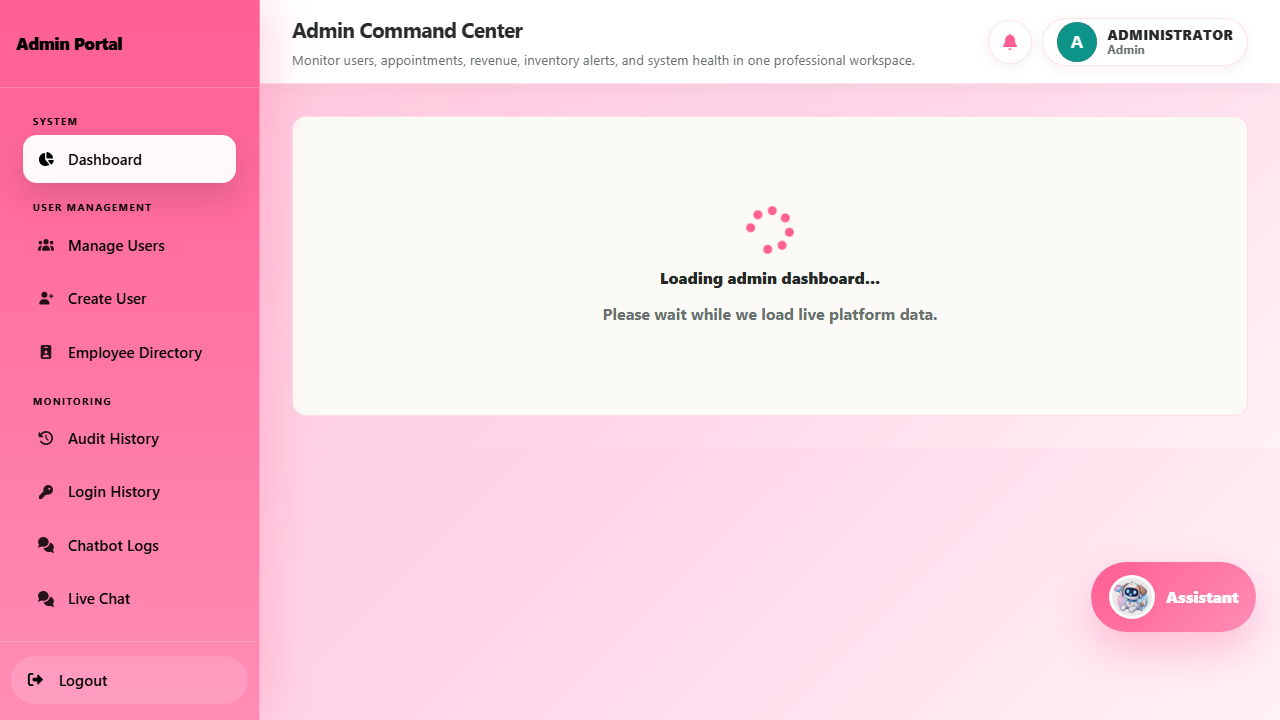 Admin Portal
SYSTEM
Dashboard
USER MANAGEMENT
Manage Users
Create User
Employee Directory
MONITORING
Audit History
Login History
Chatbot Logs
Live Chat
Logout
Admin Command Center
Monitor users, appointments, revenue, inventory alerts, and system health in one professional workspace.
A
ADMINISTRATOR
Admin
Loading admin dashboard...
Please wait while we load live platform data.
Assistant